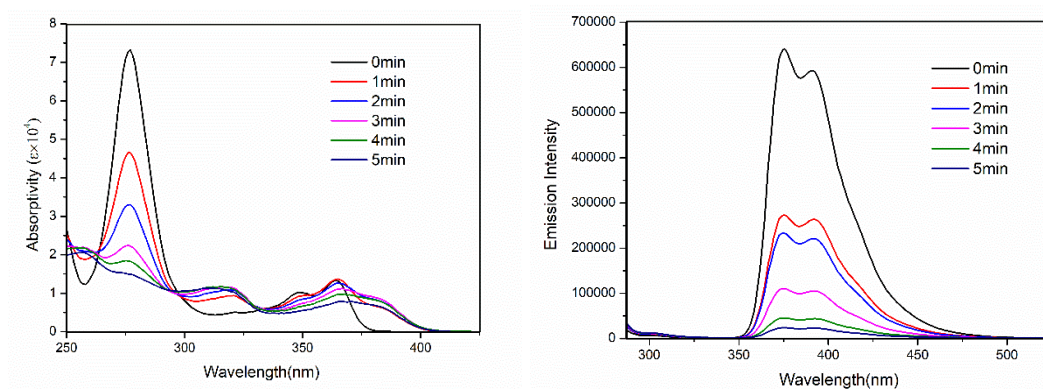 8
7
6
5
4
3
2
1
0
Absorptivity (ε×10⁻⁴)
0min
1min
2min
3min
4min
5min
250
300
350
400
Wavelength(nm)
700000
600000
500000
400000
300000
200000
100000
0
Emission Intensity
0min
1min
2min
3min
4min
5min
300
350
400
450
500
Wavelength(nm)